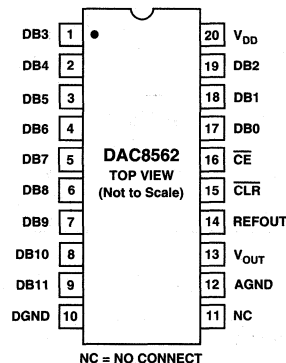 DB3 1 20 VDD
DB4 2 19 DB2
DB5 3 18 DB1
DB6 4 17 DB0
DB7 5 DAC8562 16 CE
TOP VIEW
DB8 6 (Not to Scale) 15 CLR
DB9 7 14 REFOUT
DB10 8 13 VOUT
DB11 9 12 AGND
DGND 10 11 NC
NC = NO CONNECT